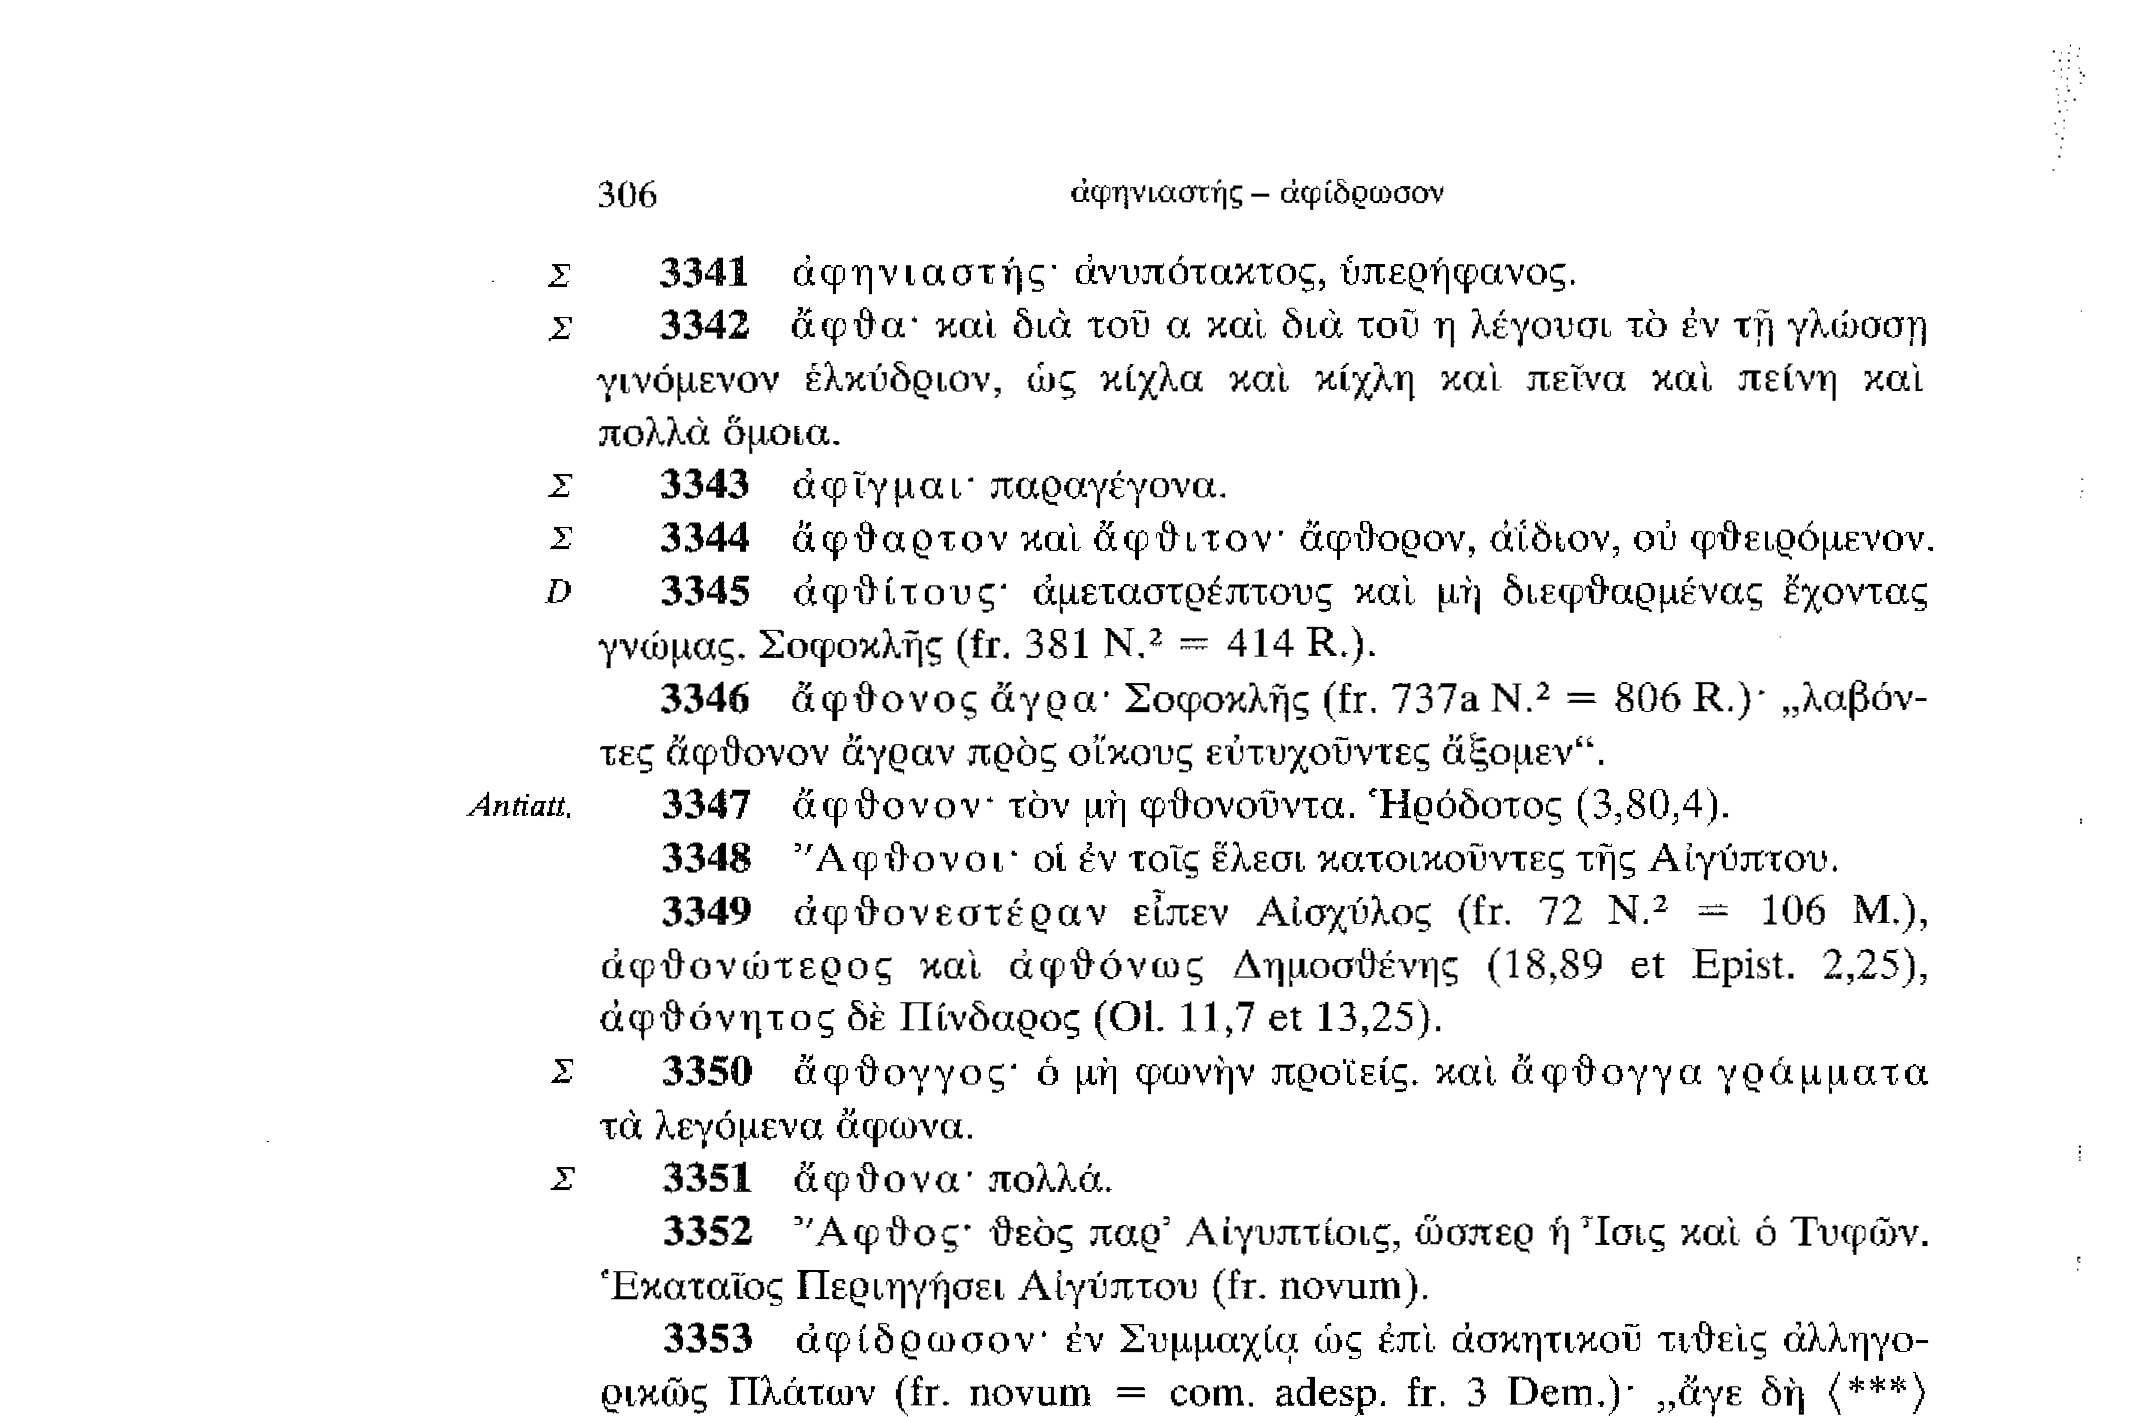 306 ἀφηνιαστής – ἀφίδρωσον
Σ 3341 ἀφηνιαστής· ἀνυπότακτος, ὑπερήφανος.
Σ 3342 ἄφθα· καὶ διὰ τοῦ α καὶ διὰ τοῦ η λέγουσι τὸ ἐν τῇ γλώσσῃ
γινόμενον ἑλκύδριον, ὡς κίχλα καὶ κίχλη καὶ πεῖνα καὶ πείνη καὶ
πολλὰ ὅμοια.
Σ 3343 ἀφῖγμαι· παραγέγονα.
Σ 3344 ἄφθαρτον καὶ ἄφθιτον· ἄφθορον, ἀΐδιον, οὐ φθειρόμενον.
D 3345 ἀφθίτους· ἀμεταστρέπτους καὶ μὴ διεφθαρμένας ἔχοντας
γνώμας. Σοφοκλῆς (fr. 381 N.² = 414 R.).
3346 ἄφθονος ἄγρα· Σοφοκλῆς (fr. 737a N.² = 806 R.)· „λαβόν-
τες ἄφθονον ἄγραν πρὸς οἴκους εὐτυχοῦντες ἄξομεν“.
Antiatt. 3347 ἄφθονον· τὸν μὴ φθονοῦντα. Ἡρόδοτος (3,80,4).
3348 Ἄφθονοι· οἱ ἐν τοῖς ἕλεσι κατοικοῦντες τῆς Αἰγύπτου.
3349 ἀφθονεστέραν εἶπεν Αἰσχύλος (fr. 72 N.² = 106 M.),
ἀφθονώτερος καὶ ἀφθόνως Δημοσθένης (18,89 et Epist. 2,25),
ἀφθόνητος δὲ Πίνδαρος (Ol. 11,7 et 13,25).
Σ 3350 ἄφθογγος· ὁ μὴ φωνὴν προϊείς. καὶ ἄφθογγα γράμματα
τὰ λεγόμενα ἄφωνα.
Σ 3351 ἄφθονα· πολλά.
3352 Ἄφθος· θεὸς παρ’ Αἰγυπτίοις, ὥσπερ ἡ Ἶσις καὶ ὁ Τυφῶν.
Ἑκαταῖος Περιηγήσει Αἰγύπτου (fr. novum).
3353 ἀφίδρωσον· ἐν Συμμαχίᾳ ὡς ἐπὶ ἀσκητικοῦ τιθεὶς ἀλληγο-
ρικῶς Πλάτων (fr. novum = com. adesp. fr. 3 Dem.)· „ἄγε δὴ ⟨***⟩